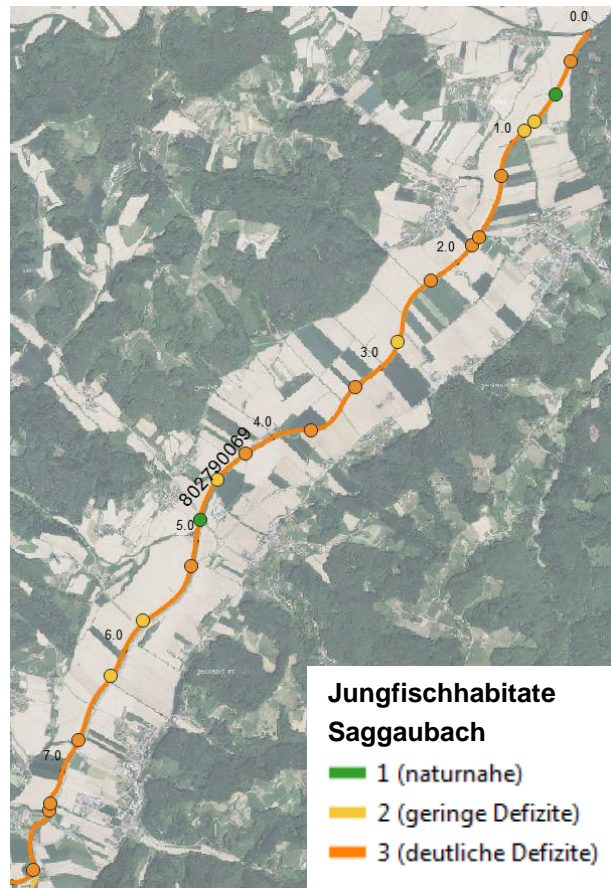 0.0
1.0
2.0
3.0
4.0
802790069
5.0
6.0
7.0
Jungfischhabitate
Saggaubach
1 (naturnahe)
2 (geringe Defizite)
3 (deutliche Defizite)